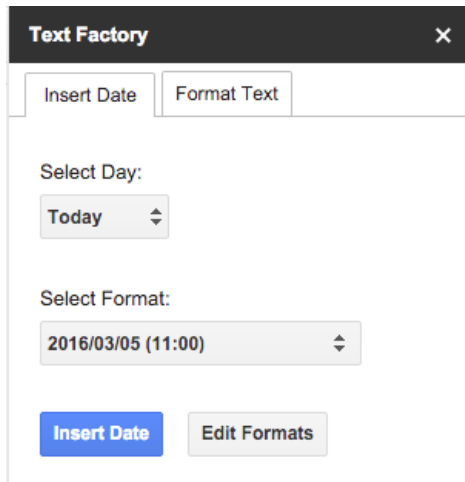 Text Factory
Insert Date Format Text
Select Day:
Today
Select Format:
2016/03/05 (11:00)
Insert Date Edit Formats